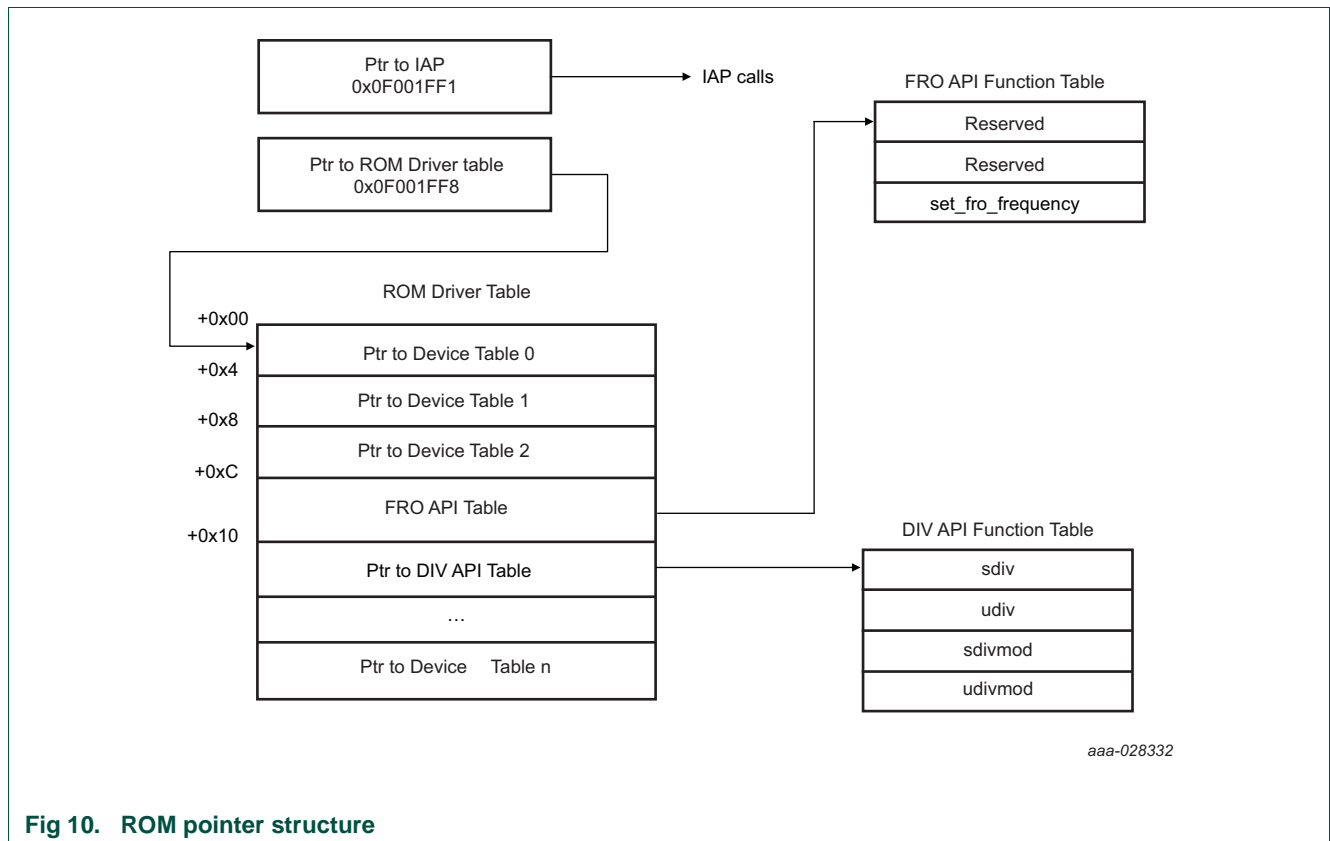 Ptr to IAP
0x0F001FF1
IAP calls
FRO API Function Table
Reserved
Reserved
set_fro_frequency
Ptr to ROM Driver table
0x0F001FF8
ROM Driver Table
+0x00
Ptr to Device Table 0
+0x4
Ptr to Device Table 1
+0x8
Ptr to Device Table 2
+0xC
FRO API Table
+0x10
Ptr to DIV API Table
...
Ptr to Device Table n
DIV API Function Table
sdiv
udiv
sdivmod
udivmod
aaa-028332
Fig 10. ROM pointer structure